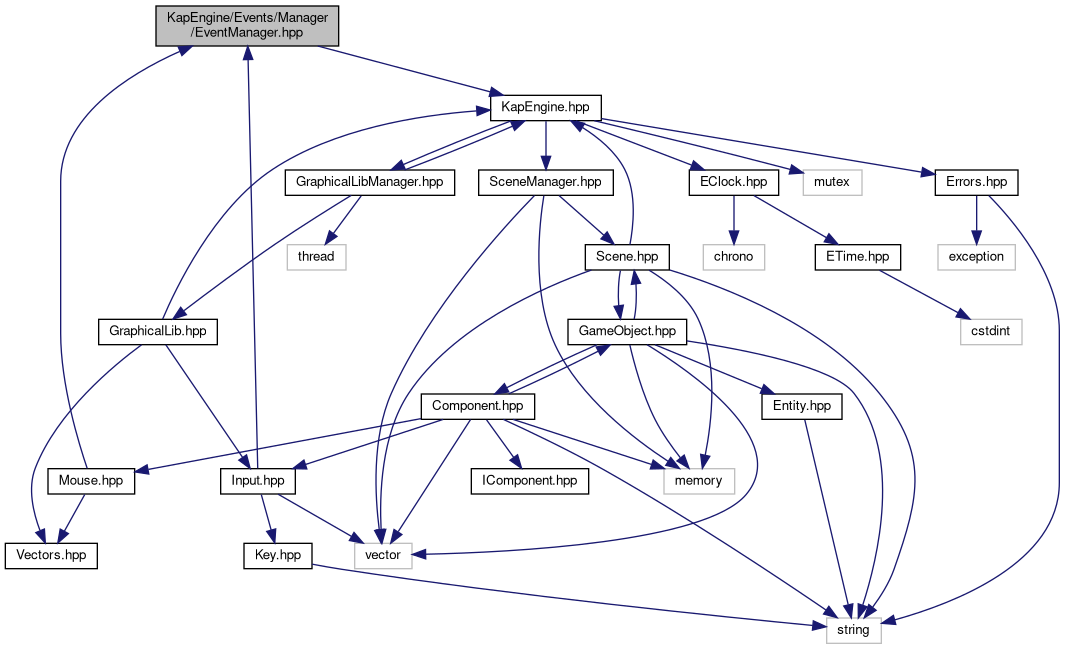 KapEngine/Events/Manager
/EventManager.hpp
KapEngine.hpp
GraphicalLibManager.hpp
SceneManager.hpp
EClock.hpp
mutex
Errors.hpp
thread
Scene.hpp
chrono
ETime.hpp
exception
GraphicalLib.hpp
GameObject.hpp
cstdint
Component.hpp
Entity.hpp
Mouse.hpp
Input.hpp
IComponent.hpp
memory
Vectors.hpp
Key.hpp
vector
string